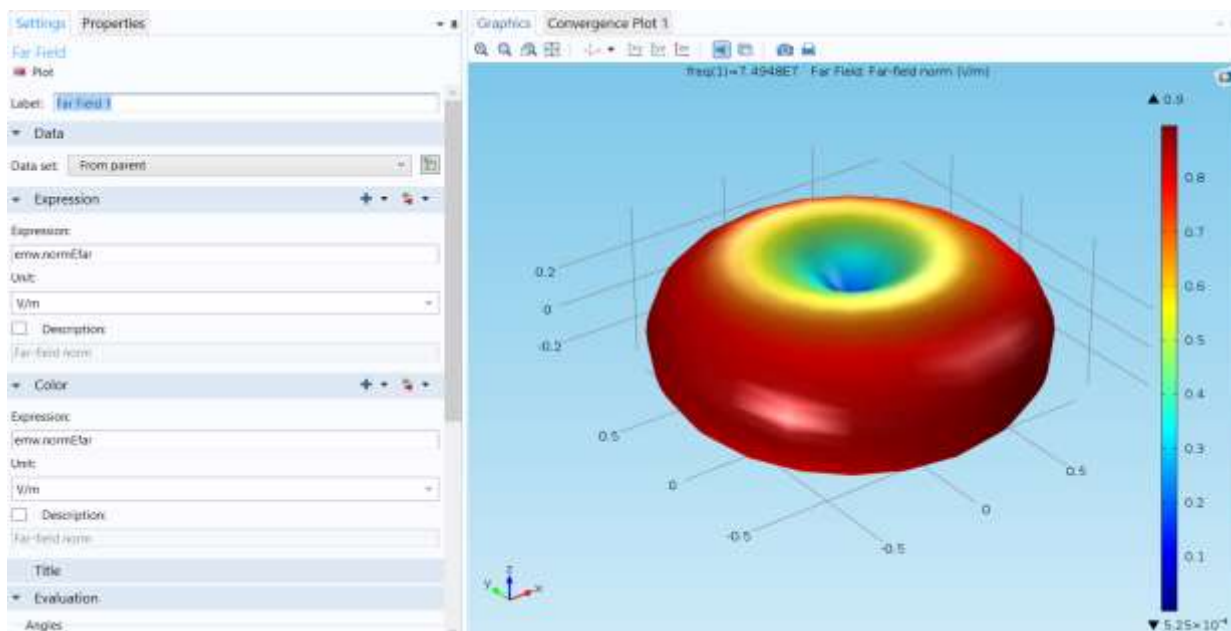 Settings Properties
Far Field
Plot
Label: Far Field 1
Data
Data set: From parent
Expression
Expression:
emw.normEfar
Unit:
V/m
Description:
Far-field norm
Color
Expression:
emw.normEfar
Unit:
V/m
Description:
Far-field norm
Title
Evaluation
Angles
Graphics Convergence Plot 1
freq(1)=7.4948E7 Far Field: Far-field norm (V/m)
0.2
0
-0.2
0.5
0
-0.5
-0.5
0
0.5
z
y
x
0.9
0.8
0.7
0.6
0.5
0.4
0.3
0.2
0.1